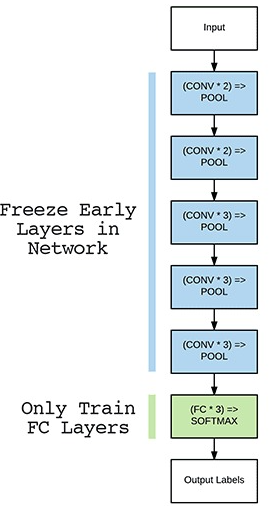 Input
(CONV * 2) =>
POOL
(CONV * 2) =>
POOL
(CONV * 3) =>
POOL
(CONV * 3) =>
POOL
(CONV * 3) =>
POOL
Freeze Early
Layers in
Network
Only Train
FC Layers
(FC * 3) =>
SOFTMAX
Output Labels